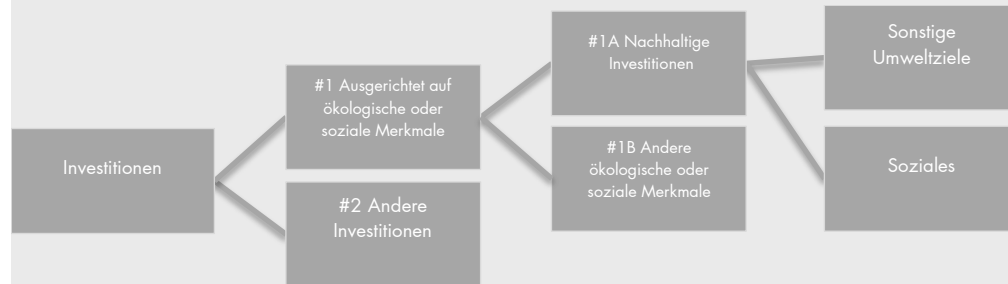 Investitionen
#1 Ausgerichtet auf
ökologische oder
soziale Merkmale
#2 Andere
Investitionen
#1A Nachhaltige
Investitionen
#1B Andere
ökologische oder
soziale Merkmale
Sonstige
Umweltziele
Soziales